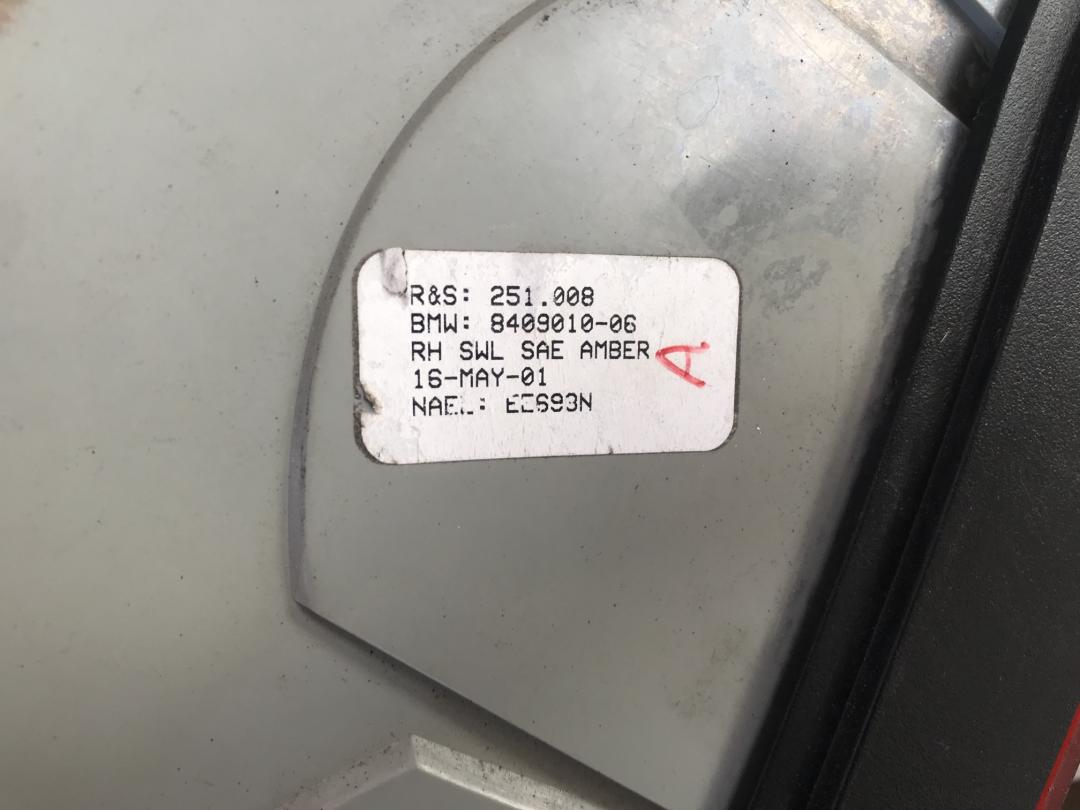 R&S: 251.008
BMW: 8409010-06
RH SWL SAE AMBER
A
16-MAY-01